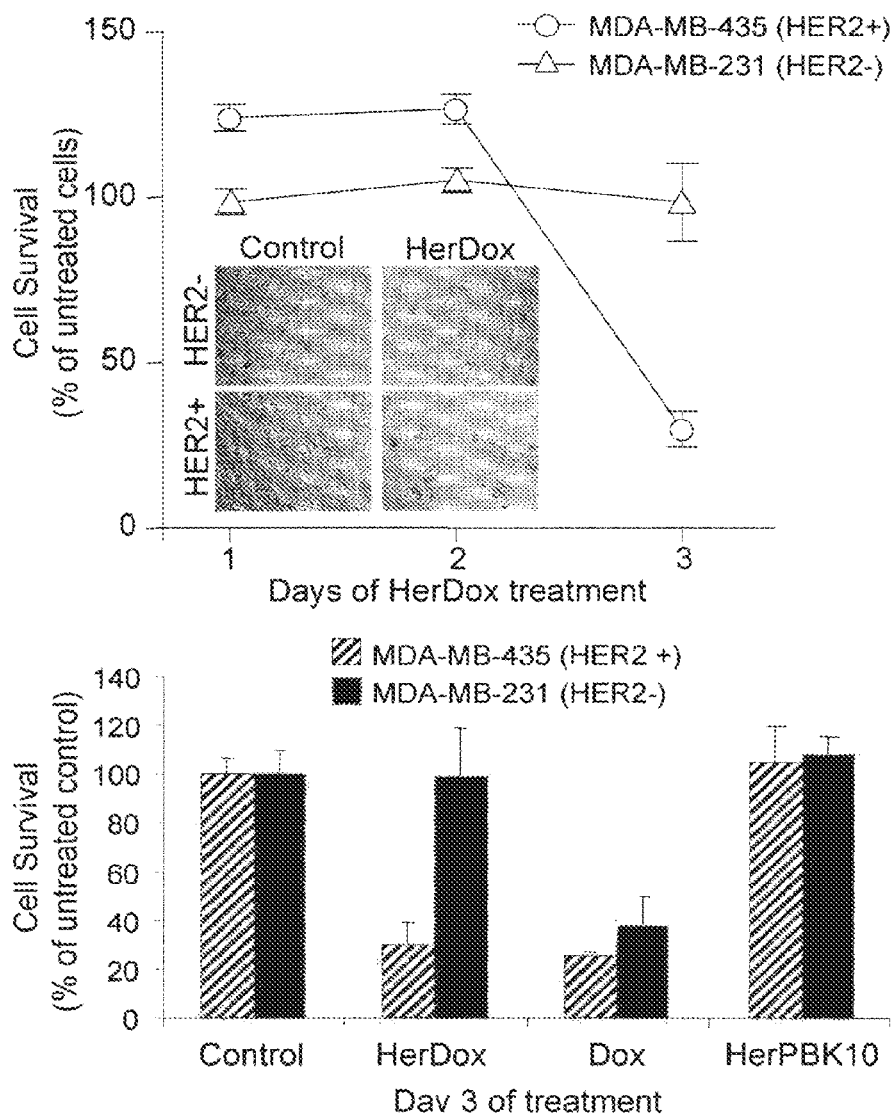 150
MDA-MB-435 (HER2+)
MDA-MB-231 (HER2-)
Cell Survival
(% of untreated cells)
100
50
0
Control HerDox
HER2-
HER2+
1 2 3
Days of HerDox treatment
MDA-MB-435 (HER2 +)
MDA-MB-231 (HER2-)
Cell Survival
(% of untreated control)
140
120
100
80
60
40
20
0
Control HerDox Dox HerPBK10
Day 3 of treatment